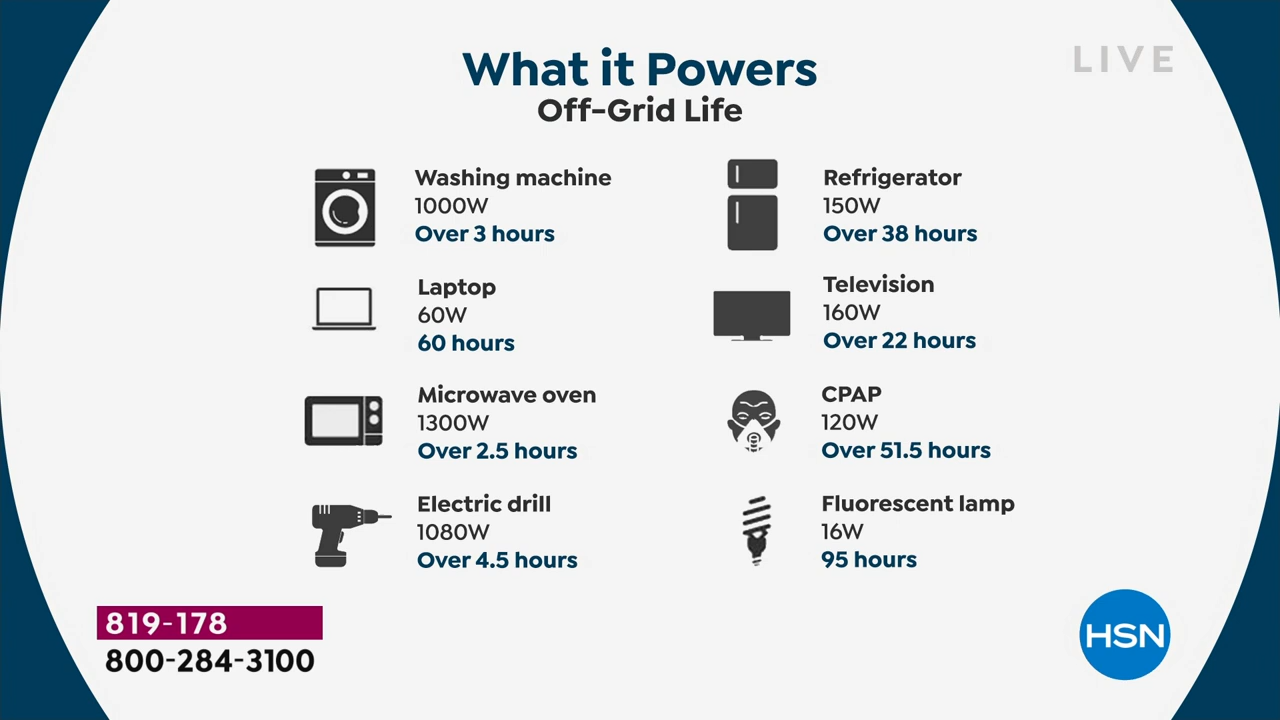 What it Powers
LIVE
Off-Grid Life
Washing machine
1000W
Over 3 hours
Refrigerator
150W
Over 38 hours
Laptop
60W
60 hours
Television
160W
Over 22 hours
Microwave oven
1300W
Over 2.5 hours
CPAP
120W
Over 51.5 hours
Electric drill
1080W
Over 4.5 hours
Fluorescent lamp
16W
95 hours
819-178
800-284-3100
HSN